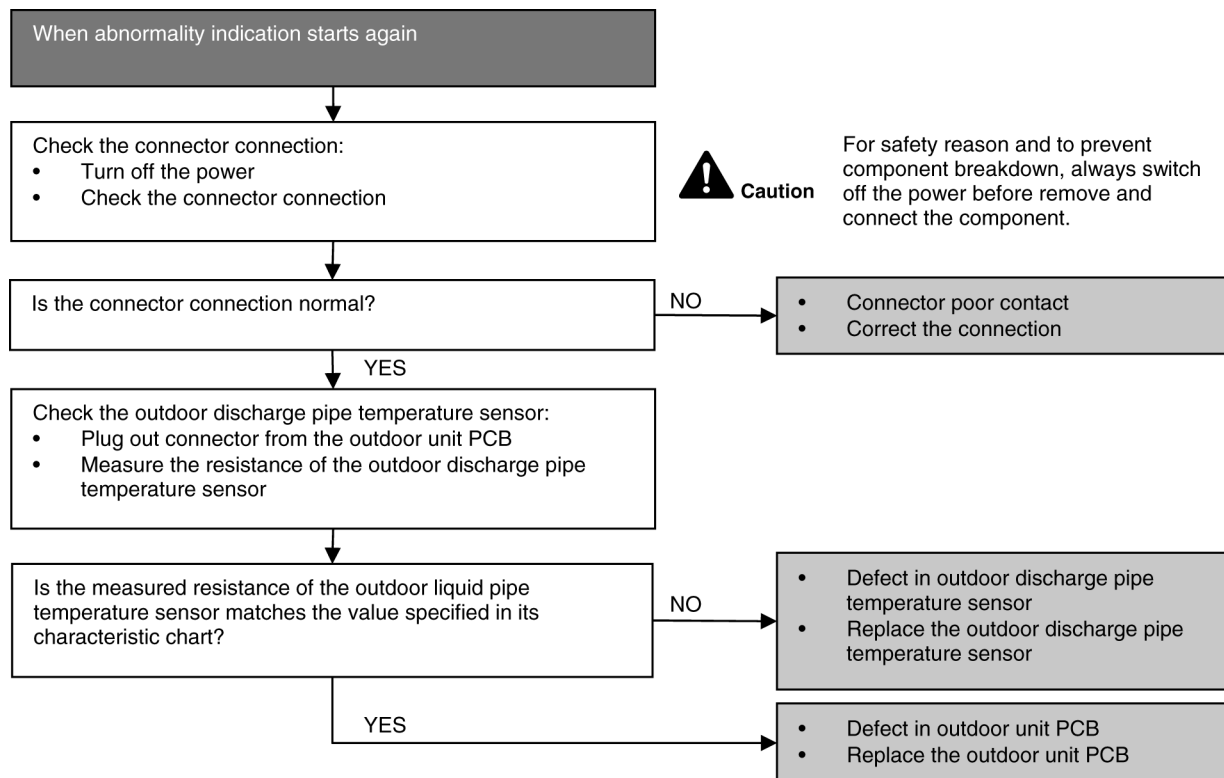 When abnormality indication starts again
Check the connector connection:
• Turn off the power
• Check the connector connection
Caution
For safety reason and to prevent
component breakdown, always switch
off the power before remove and
connect the component.
Is the connector connection normal?
NO
• Connector poor contact
• Correct the connection
YES
Check the outdoor discharge pipe temperature sensor:
• Plug out connector from the outdoor unit PCB
• Measure the resistance of the outdoor discharge pipe
temperature sensor
Is the measured resistance of the outdoor liquid pipe
temperature sensor matches the value specified in its
characteristic chart?
NO
• Defect in outdoor discharge pipe
temperature sensor
• Replace the outdoor discharge pipe
temperature sensor
YES
• Defect in outdoor unit PCB
• Replace the outdoor unit PCB